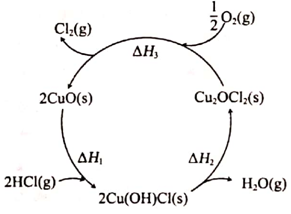 Cl₂(g)
½O₂(g)
ΔH₃
2CuO(s)
Cu₂OCl₂(s)
ΔH₁
ΔH₂
2HCl(g)
2Cu(OH)Cl(s)
H₂O(g)